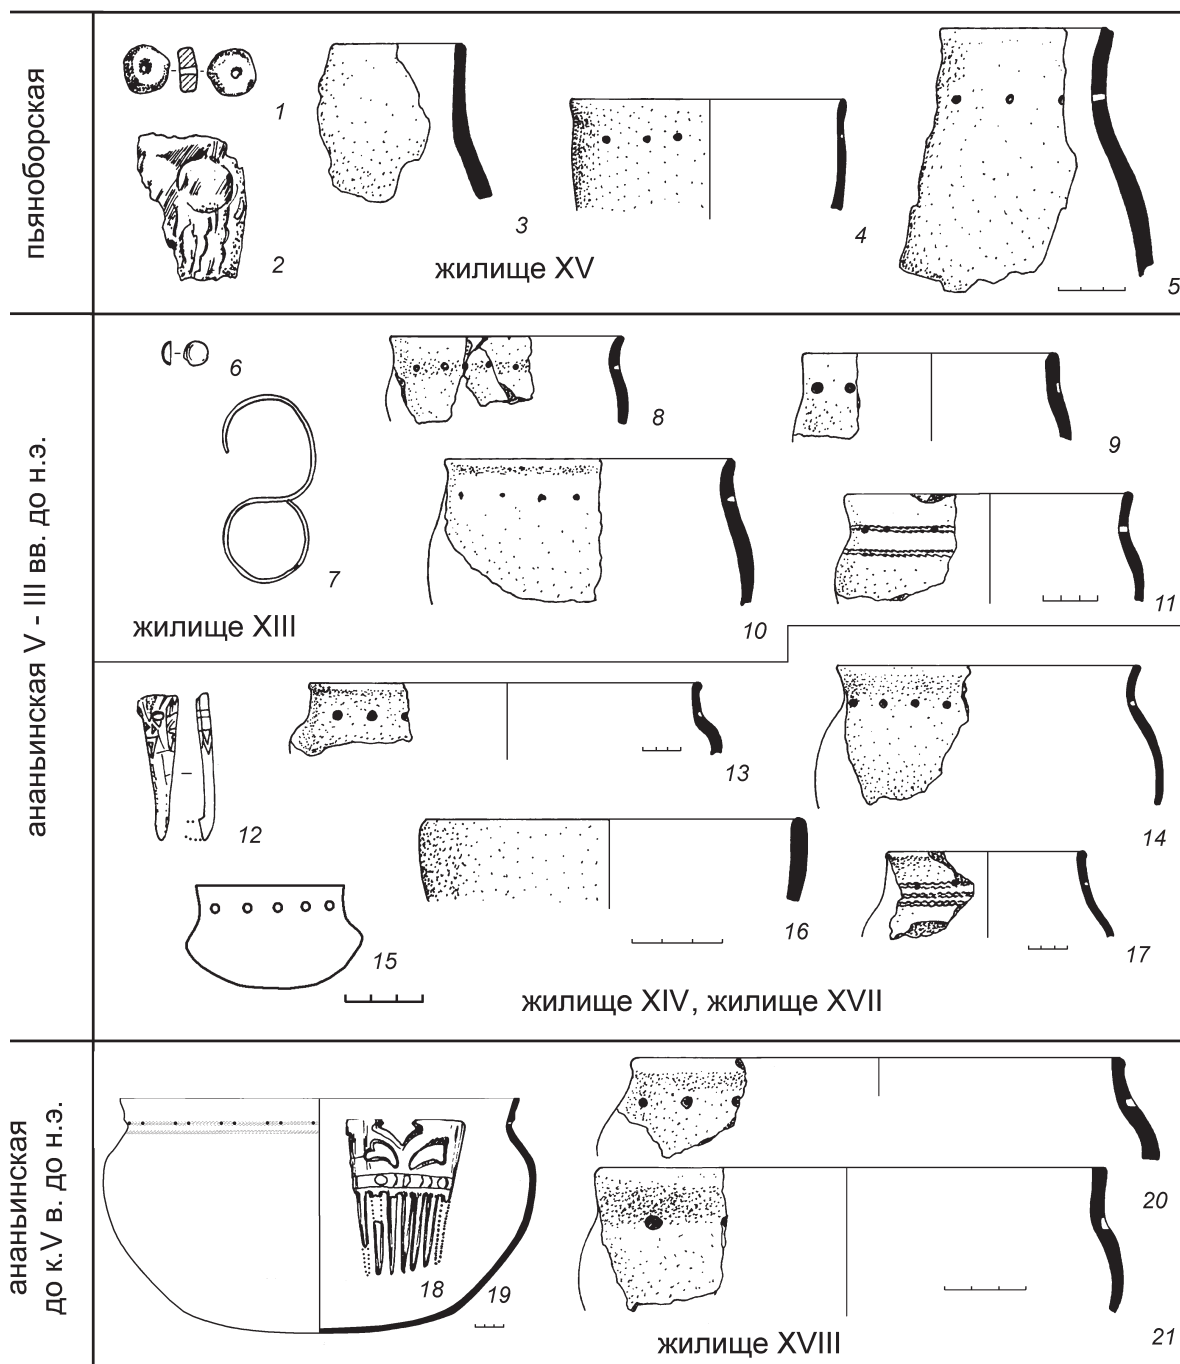 пьяноборская
1
2
3
4
5
жилище XV
ананьинская V - III вв. до н.э.
6
7
8
9
10
11
жилище XIII
12
13
14
15
16
17
жилище XIV, жилище XVII
ананьинская
до к.V в. до н.э.
18
19
20
21
жилище XVIII